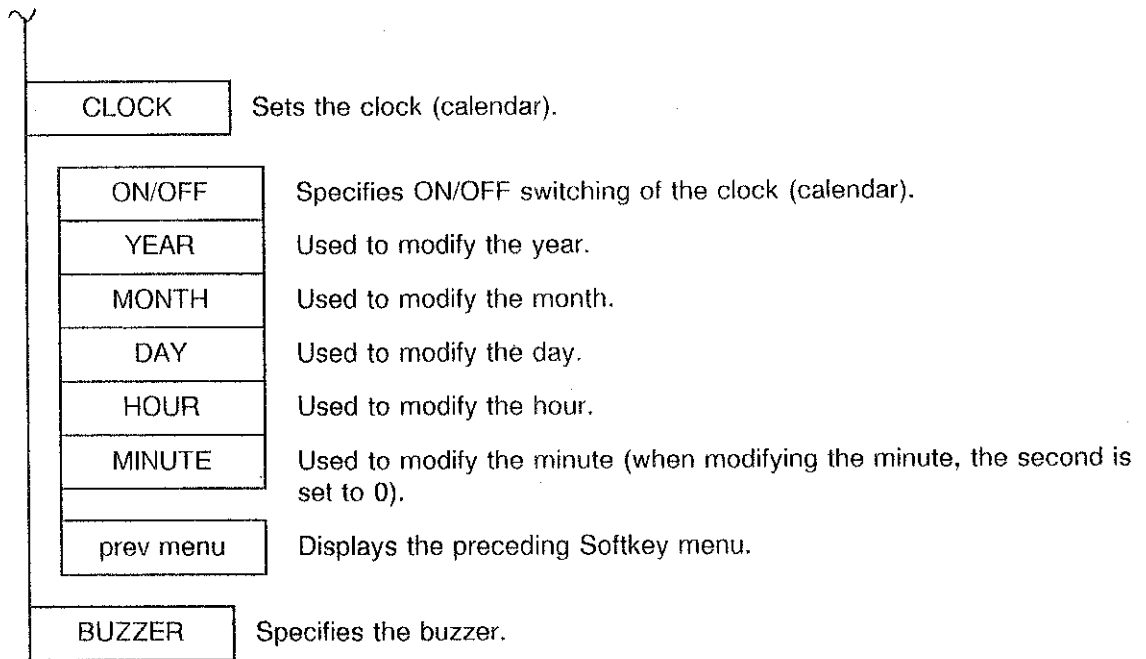 CLOCK Sets the clock (calendar).
ON/OFF Specifies ON/OFF switching of the clock (calendar).
YEAR Used to modify the year.
MONTH Used to modify the month.
DAY Used to modify the day.
HOUR Used to modify the hour.
MINUTE Used to modify the minute (when modifying the minute, the second is
set to 0).
prev menu Displays the preceding Softkey menu.
BUZZER Specifies the buzzer.